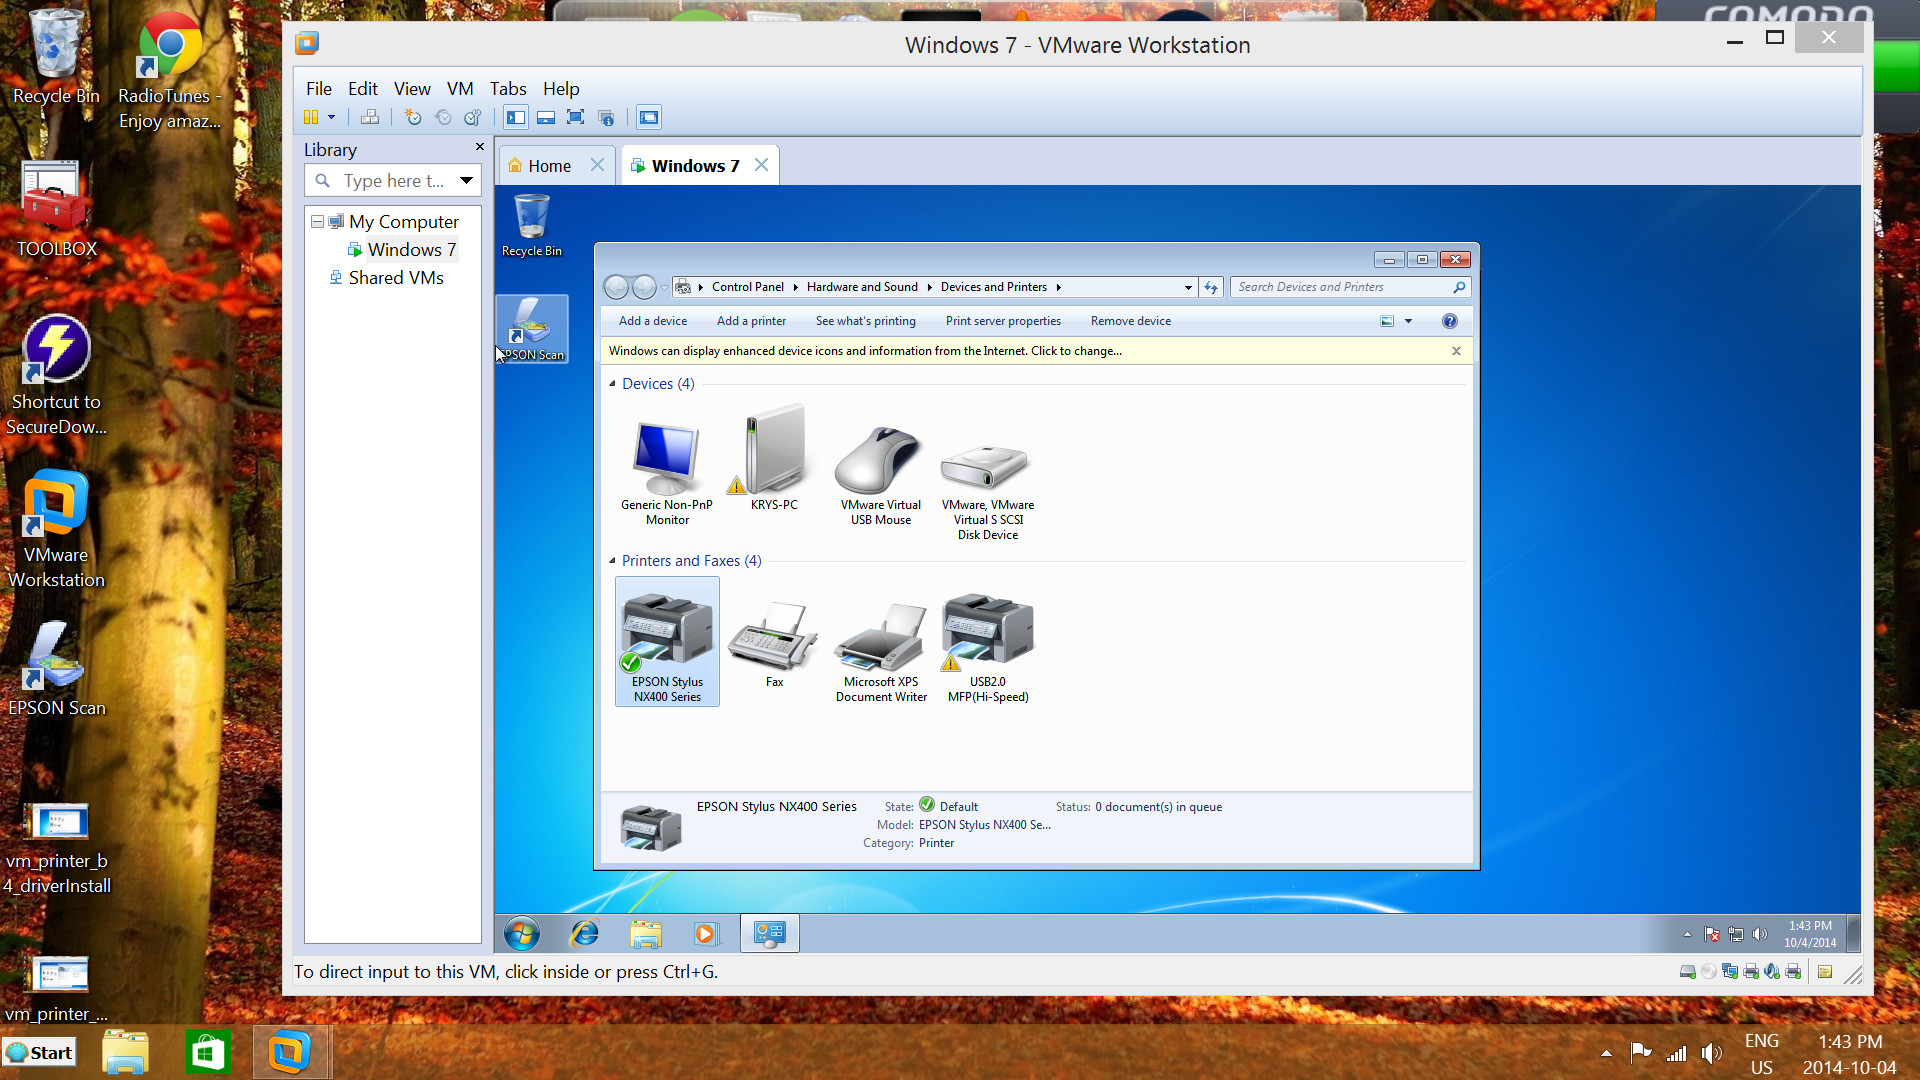 COMODO
Windows 7 - VMware Workstation
Recycle Bin
RadioTunes -
Enjoy amaz...
TOOLBOX
Shortcut to
SecureDow...
VMware
Workstation
EPSON Scan
vm_printer_b
4_driverInstall
vm_printer_...
File Edit View VM Tabs Help
Library
Type here t...
My Computer
Windows 7
Shared VMs
Home
Windows 7
Recycle Bin
EPSON Scan
Control Panel
Hardware and Sound
Devices and Printers
Search Devices and Printers
Add a device
Add a printer
See what's printing
Print server properties
Remove device
Windows can display enhanced device icons and information from the Internet. Click to change...
Devices (4)
Generic Non-PnP
Monitor
KRYS-PC
VMware Virtual
USB Mouse
VMware, VMware
Virtual S SCSI
Disk Device
Printers and Faxes (4)
EPSON Stylus
NX400 Series
Fax
Microsoft XPS
Document Writer
USB2.0
MFP(Hi-Speed)
EPSON Stylus NX400 Series
State: Default
Status: 0 document(s) in queue
Model: EPSON Stylus NX400 Se...
Category: Printer
1:43 PM
10/4/2014
To direct input to this VM, click inside or press Ctrl+G.
Start
ENG
US
1:43 PM
2014-10-04